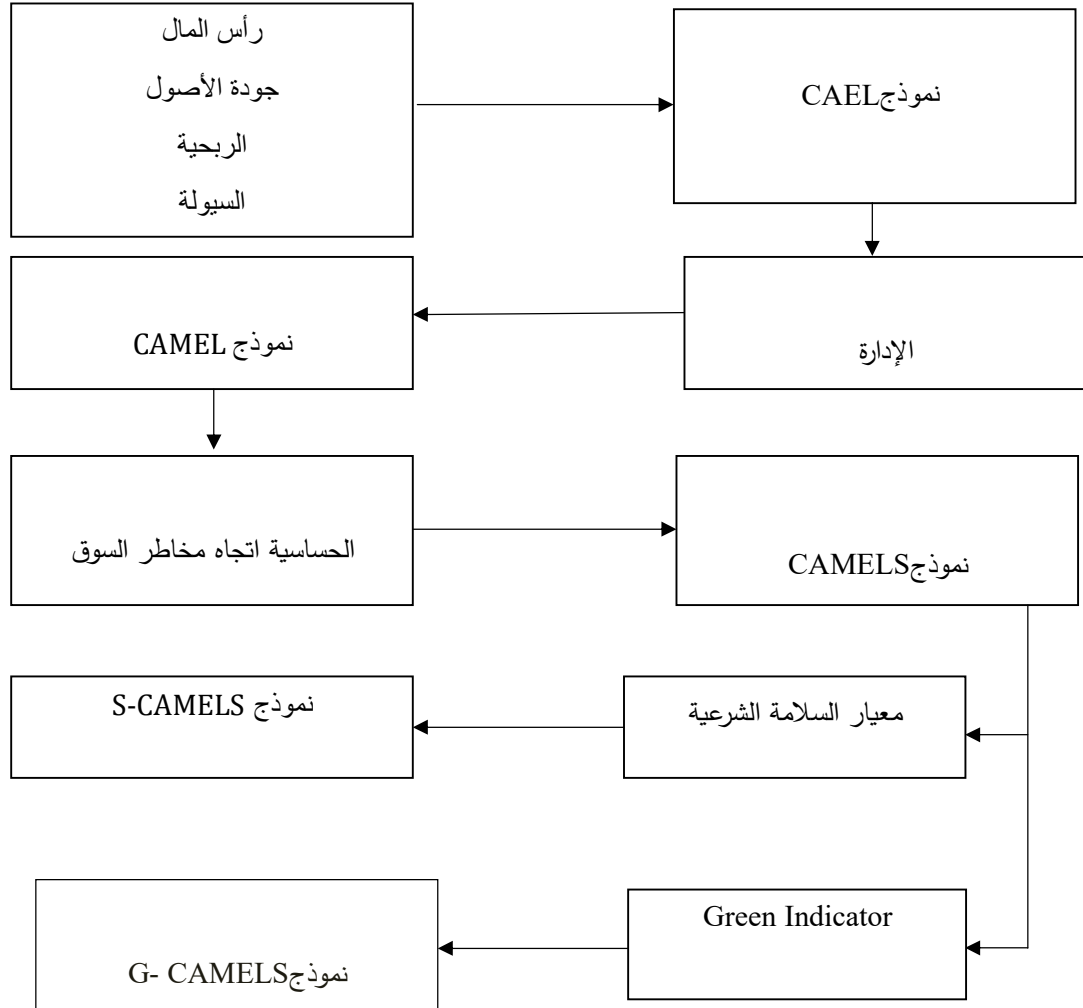 رأس المال
جودة الأصول
الربحية
السيولة
نموذجCAEL
الإدارة
نموذج CAMEL
الحساسية اتجاه مخاطر السوق
نموذجCAMELS
معيار السلامة الشرعية
نموذج S-CAMELS
Green Indicator
نموذجG- CAMELS